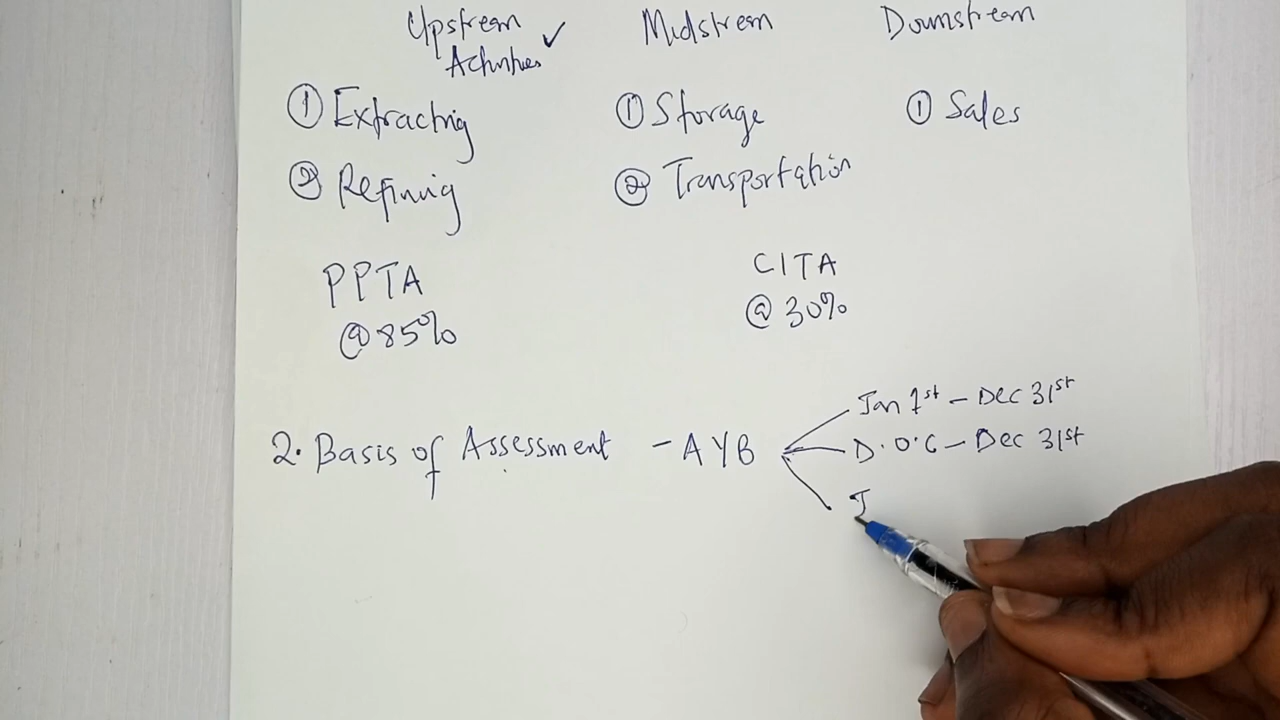 Upstream Midstream Downstream
Activities ✓
① Extracting ① Storage ① Sales
② Refining ② Transportation
PPTA CITA
@ 85% @ 30%
Jan 1st - Dec 31st
2. Basis of Assessment - AYB D.O.C - Dec 31st
J